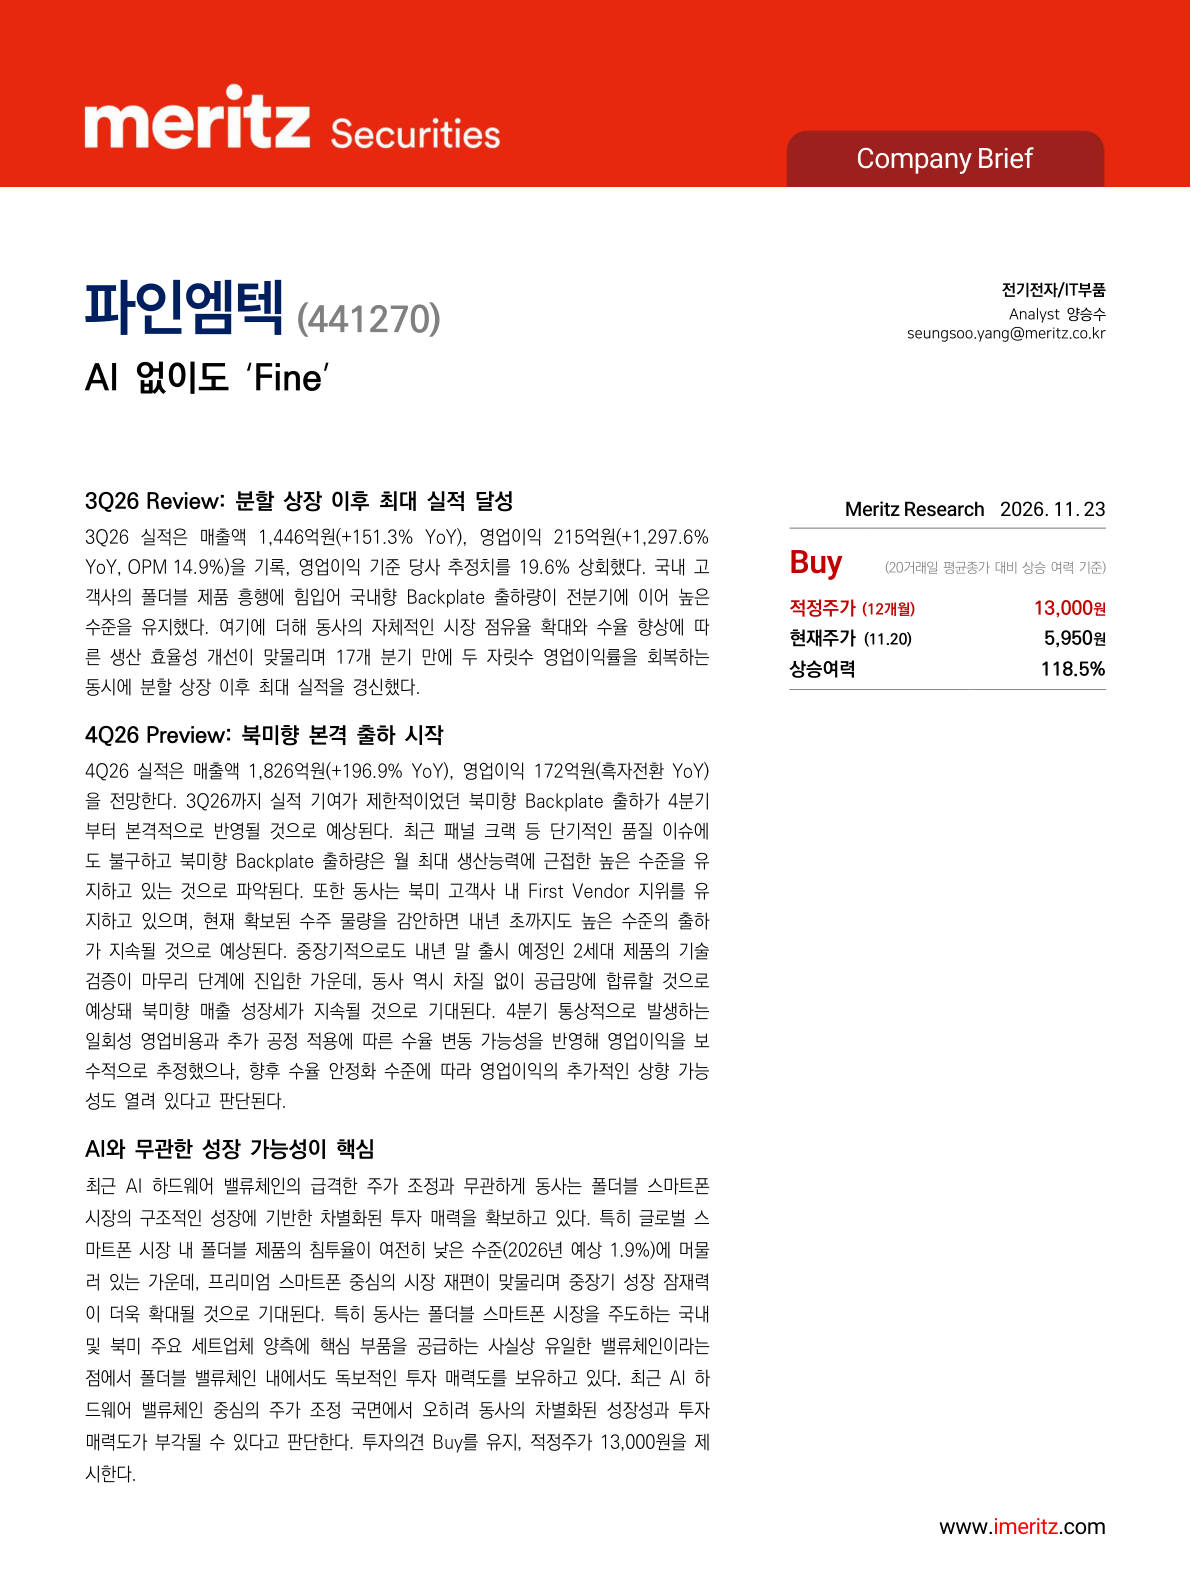 meritz Securities
Company Brief
파인엠텍 (441270)
AI 없이도 ‘Fine’
전기전자/IT부품
Analyst 양승수
seungsoo.yang@meritz.co.kr
3Q26 Review: 분할 상장 이후 최대 실적 달성
3Q26 실적은 매출액 1,446억원(+151.3% YoY), 영업이익 215억원(+1,297.6%
YoY, OPM 14.9%)을 기록, 영업이익 기준 당사 추정치를 19.6% 상회했다. 국내 고
객사의 폴더블 제품 흥행에 힘입어 국내향 Backplate 출하량이 전분기에 이어 높은
수준을 유지했다. 여기에 더해 동사의 자체적인 시장 점유율 확대와 수율 향상에 따
른 생산 효율성 개선이 맞물리며 17개 분기 만에 두 자릿수 영업이익률을 회복하는
동시에 분할 상장 이후 최대 실적을 경신했다.
4Q26 Preview: 북미향 본격 출하 시작
4Q26 실적은 매출액 1,826억원(+196.9% YoY), 영업이익 172억원(흑자전환 YoY)
을 전망한다. 3Q26까지 실적 기여가 제한적이었던 북미향 Backplate 출하가 4분기
부터 본격적으로 반영될 것으로 예상된다. 최근 패널 크랙 등 단기적인 품질 이슈에
도 불구하고 북미향 Backplate 출하량은 월 최대 생산능력에 근접한 높은 수준을 유
지하고 있는 것으로 파악된다. 또한 동사는 북미 고객사 내 First Vendor 지위를 유
지하고 있으며, 현재 확보된 수주 물량을 감안하면 내년 초까지도 높은 수준의 출하
가 지속될 것으로 예상된다. 중장기적으로도 내년 말 출시 예정인 2세대 제품의 기술
검증이 마무리 단계에 진입한 가운데, 동사 역시 차질 없이 공급망에 합류할 것으로
예상돼 북미향 매출 성장세가 지속될 것으로 기대된다. 4분기 통상적으로 발생하는
일회성 영업비용과 추가 공정 적용에 따른 수율 변동 가능성을 반영해 영업이익을 보
수적으로 추정했으나, 향후 수율 안정화 수준에 따라 영업이익의 추가적인 상향 가능
성도 열려 있다고 판단된다.
AI와 무관한 성장 가능성이 핵심
최근 AI 하드웨어 밸류체인의 급격한 주가 조정과 무관하게 동사는 폴더블 스마트폰
시장의 구조적인 성장에 기반한 차별화된 투자 매력을 확보하고 있다. 특히 글로벌 스
마트폰 시장 내 폴더블 제품의 침투율이 여전히 낮은 수준(2026년 예상 1.9%)에 머물
러 있는 가운데, 프리미엄 스마트폰 중심의 시장 재편이 맞물리며 중장기 성장 잠재력
이 더욱 확대될 것으로 기대된다. 특히 동사는 폴더블 스마트폰 시장을 주도하는 국내
및 북미 주요 세트업체 양측에 핵심 부품을 공급하는 사실상 유일한 밸류체인이라는
점에서 폴더블 밸류체인 내에서도 독보적인 투자 매력도를 보유하고 있다. 최근 AI 하
드웨어 밸류체인 중심의 주가 조정 국면에서 오히려 동사의 차별화된 성장성과 투자
매력도가 부각될 수 있다고 판단한다. 투자의견 Buy를 유지, 적정주가 13,000원을 제
시한다.
Meritz Research 2026. 11. 23
Buy (20거래일 평균종가 대비 상승 여력 기준)
적정주가 (12개월) 13,000원
현재주가 (11.20) 5,950원
상승여력 118.5%
www.imeritz.com